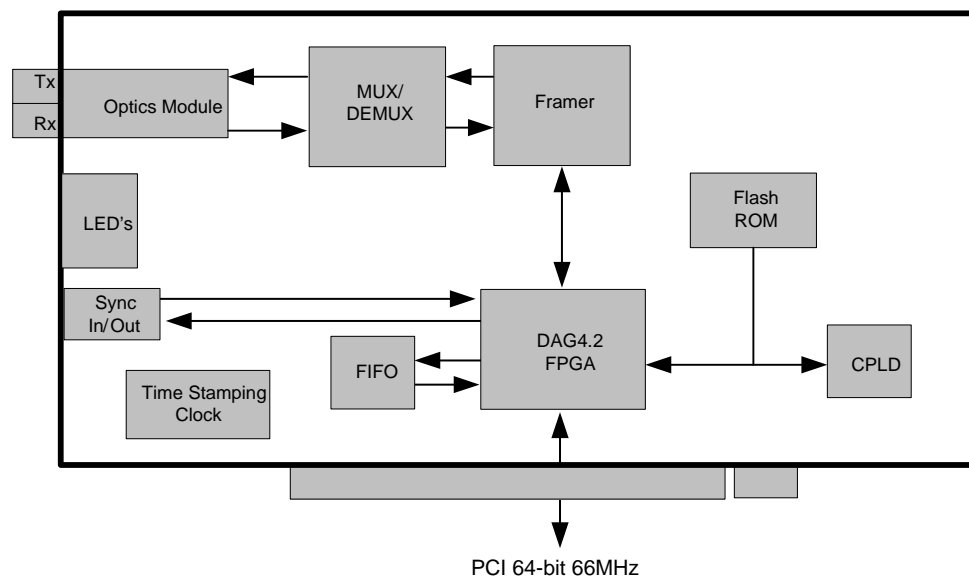 Tx
Rx
Optics Module
MUX/
DEMUX
Framer
LED's
Flash
ROM
Sync
In/Out
DAG4.2
FPGA
FIFO
CPLD
Time Stamping
Clock
PCI 64-bit 66MHz